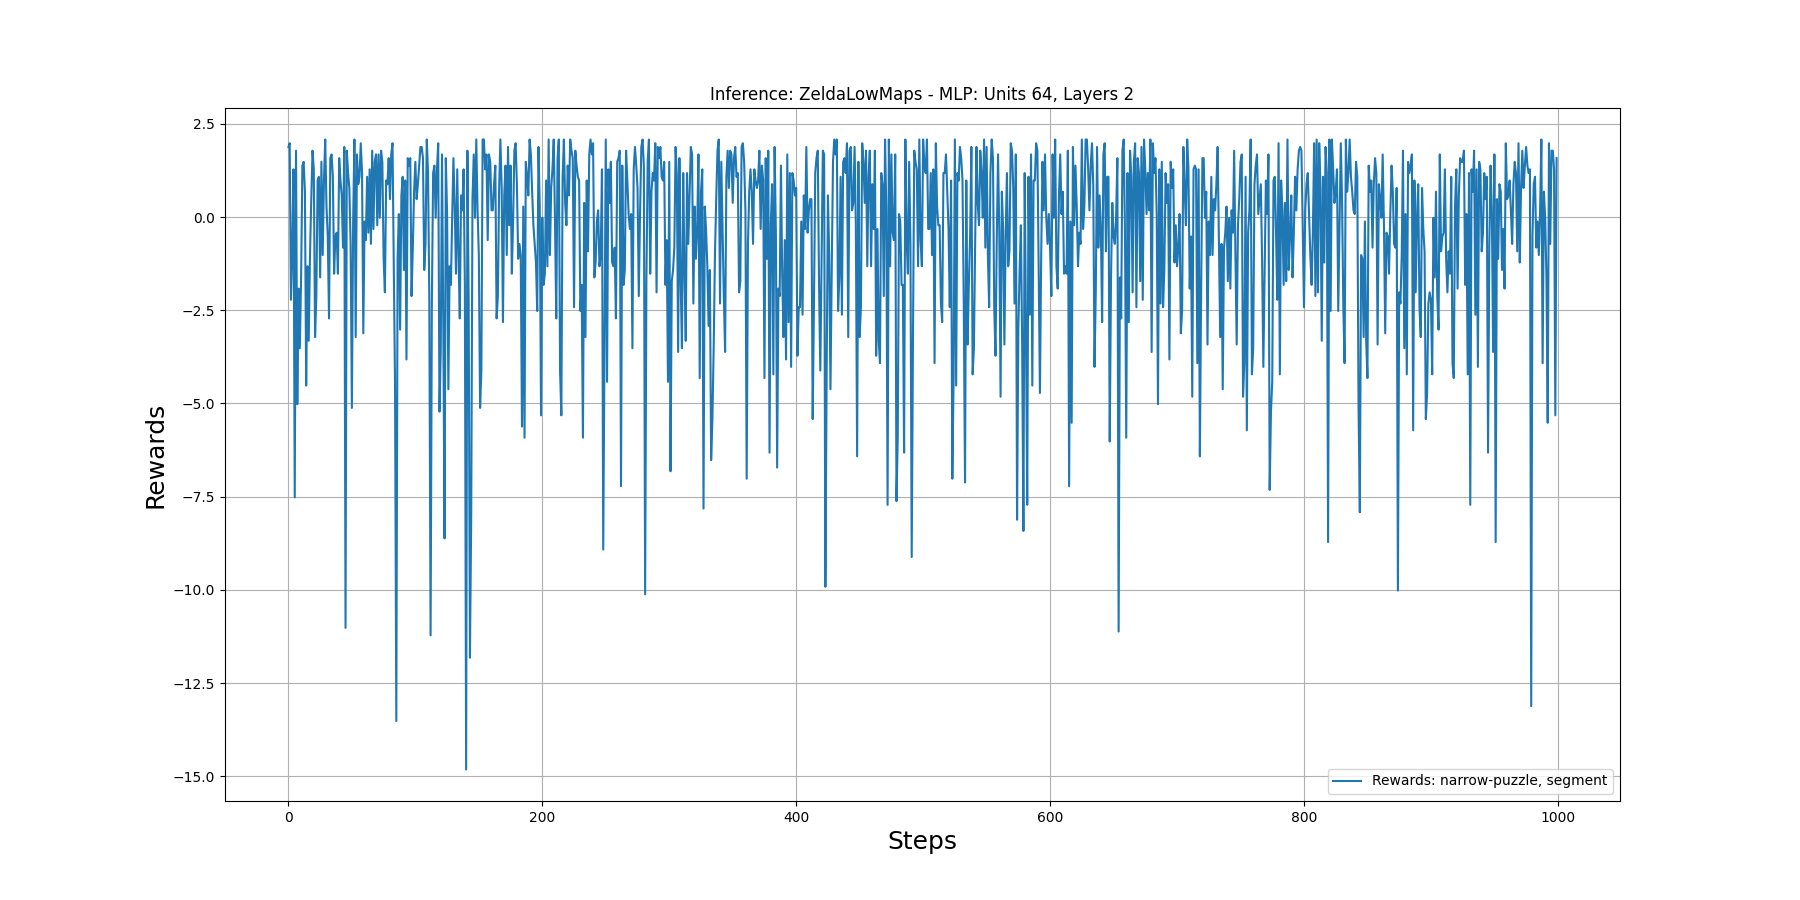 Inference: ZeldaLowMaps - MLP: Units 64, Layers 2
Rewards
2.5
0.0
−2.5
−5.0
−7.5
−10.0
−12.5
−15.0
Rewards: narrow-puzzle, segment
0 200 400 600 800 1000
Steps